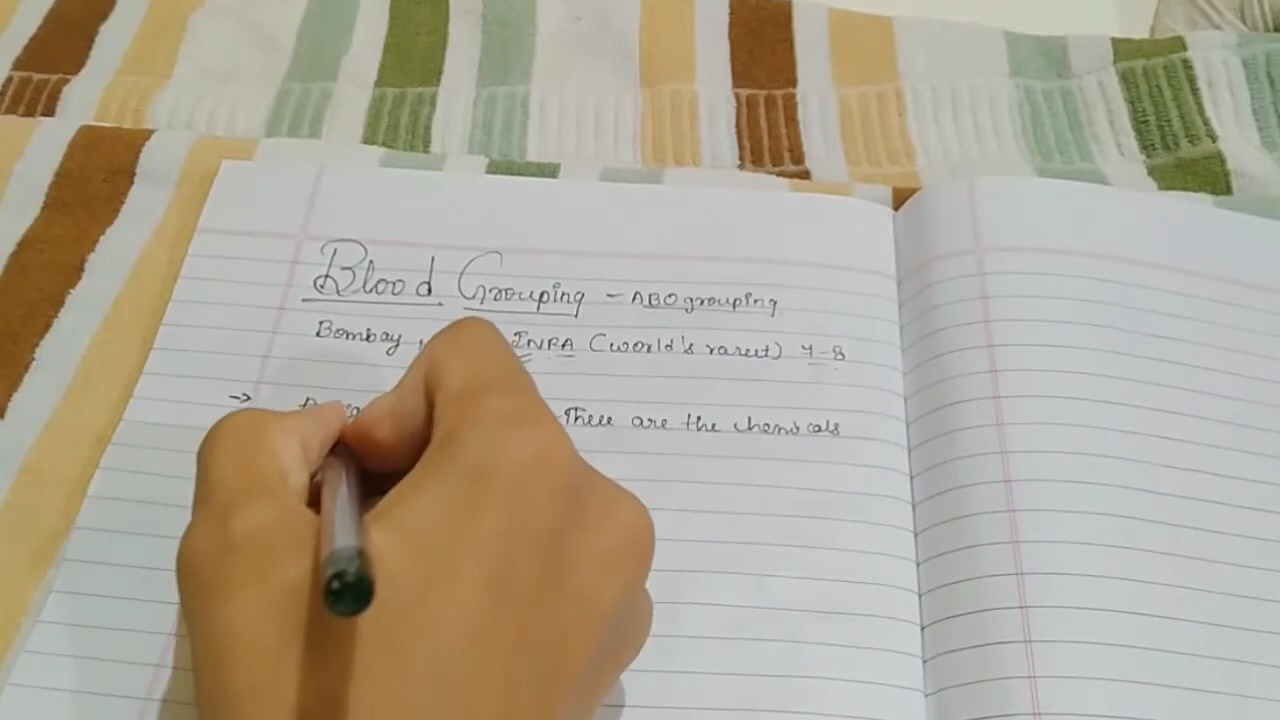 Blood Grouping - ABO grouping
Bombay, INRA (world's rarest) 7-8
→ These are the chemicals